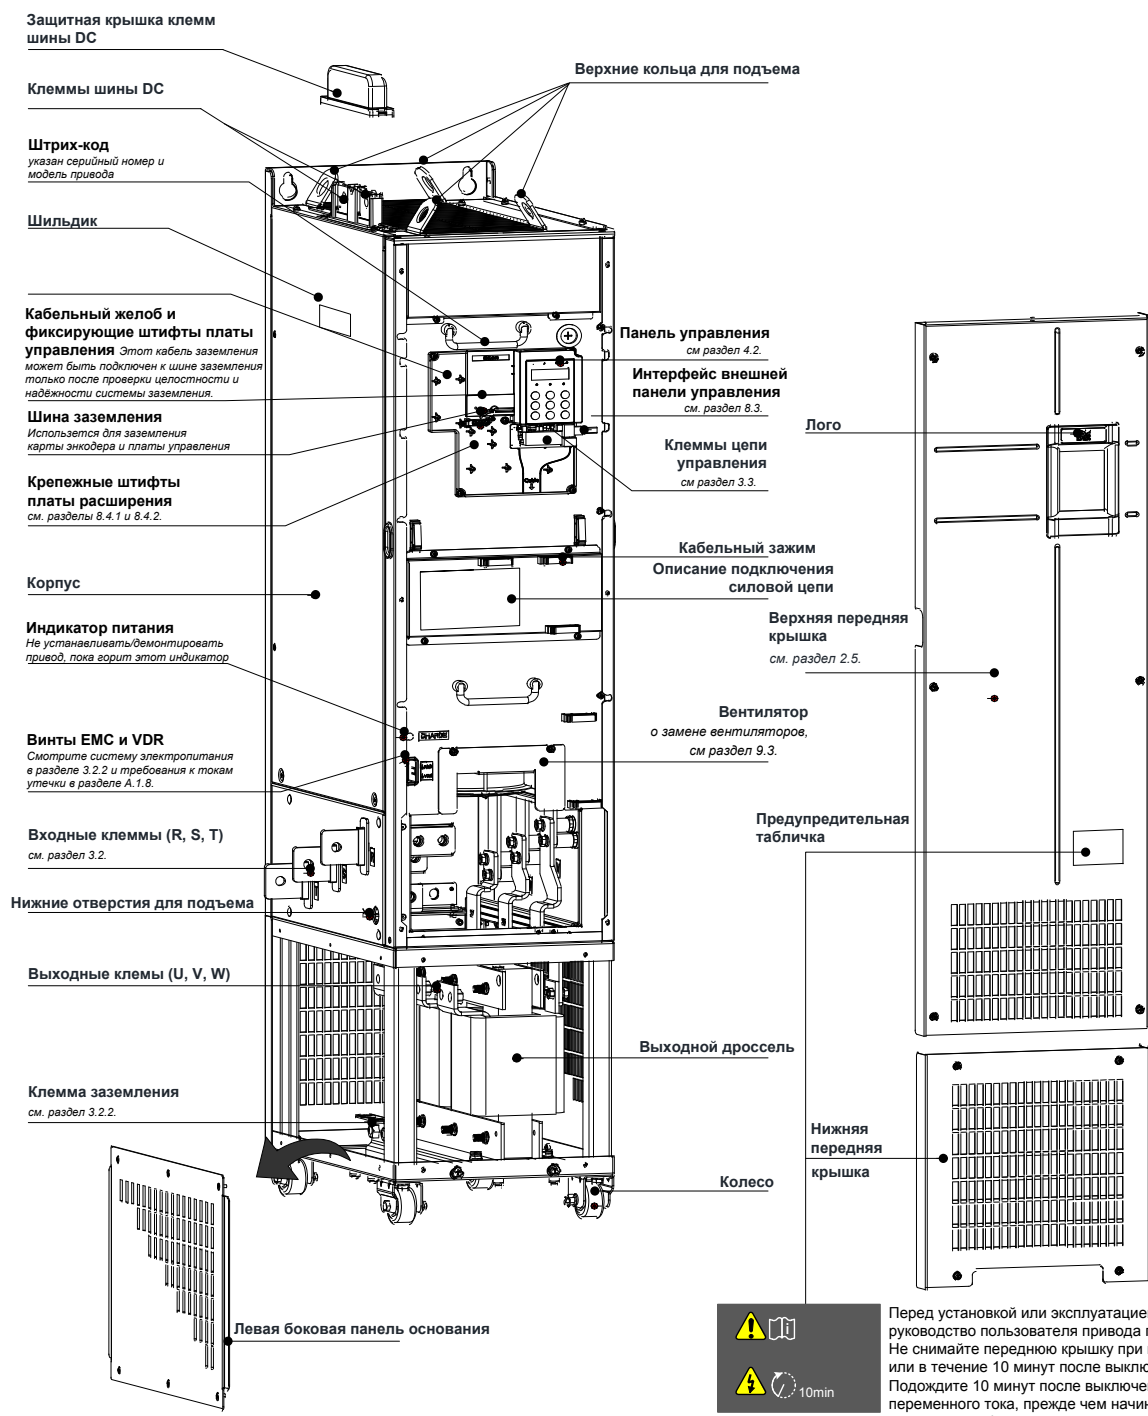 Защитная крышка клемм
шины DC
Клеммы шины DC
Штрих-код
указан серийный номер и
модель привода
Шильдик
Кабельный желоб и
фиксирующие штифты платы
управления Этот кабель заземления
может быть подключен к шине заземления
только после проверки целостности и
надёжности системы заземления.
Шина заземления
Использется для заземления
карты энкодера и платы управления
Крепежные штифты
платы расширения
см. разделы 8.4.1 и 8.4.2.
Корпус
Индикатор питания
Не устанавливать/демонтировать
привод, пока горит этот индикатор
Винты EMC и VDR
Смотрите систему электропитания
в разделе 3.2.2 и требования к токам
утечки в разделе А.1.8.
Входные клеммы (R, S, T)
см. раздел 3.2.
Нижние отверстия для подъема
Выходные клемы (U, V, W)
Клемма заземления
см. раздел 3.2.2.
Левая боковая панель основания
Верхние кольца для подъема
Панель управления
см раздел 4.2.
Интерфейс внешней
панели управления
см. раздел 8.3.
Клеммы цепи
управления
см раздел 3.3.
Кабельный зажим
Описание подключения
силовой цепи
CHARGE
Вентилятор
о замене вентиляторов,
см раздел 9.3.
Выходной дроссель
Колесо
Лого
Верхняя передняя
крышка
см. раздел 2.5.
Предупредительная
табличка
Нижняя
передняя
крышка
10min
Перед установкой или эксплуатацие
руководство пользователя привода
Не снимайте переднюю крышку при
или в течение 10 минут после выклю
Подождите 10 минут после выключе
переменного тока, прежде чем начи